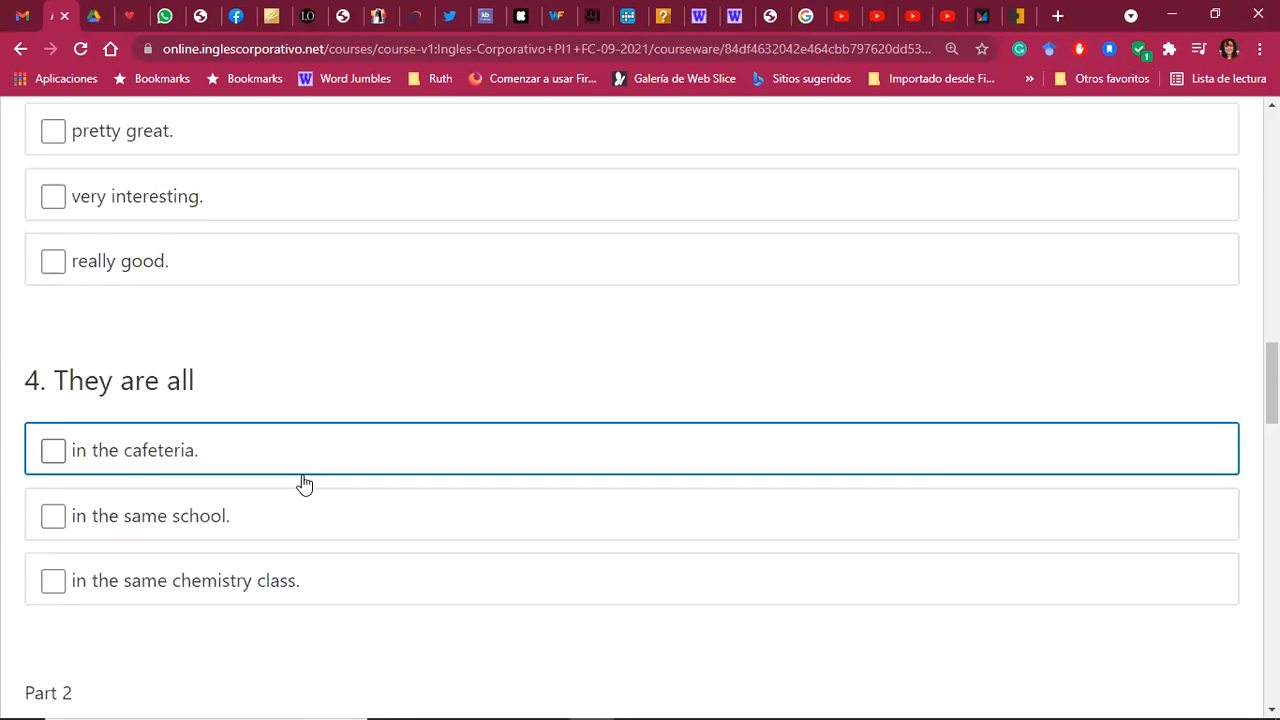 online.inglescorporativo.net/courses/course-v1:Ingles-Corporativo+PI1+FC-09-2021/courseware/84df4632042e464cbb797620dd53...
Aplicaciones
Bookmarks
Bookmarks
Word Jumbles
Ruth
Comenzar a usar Fir...
Galería de Web Slice
Sitios sugeridos
Importado desde Fi...
»
Otros favoritos
Lista de lectura
pretty great.
very interesting.
really good.
4. They are all
in the cafeteria.
in the same school.
in the same chemistry class.
Part 2